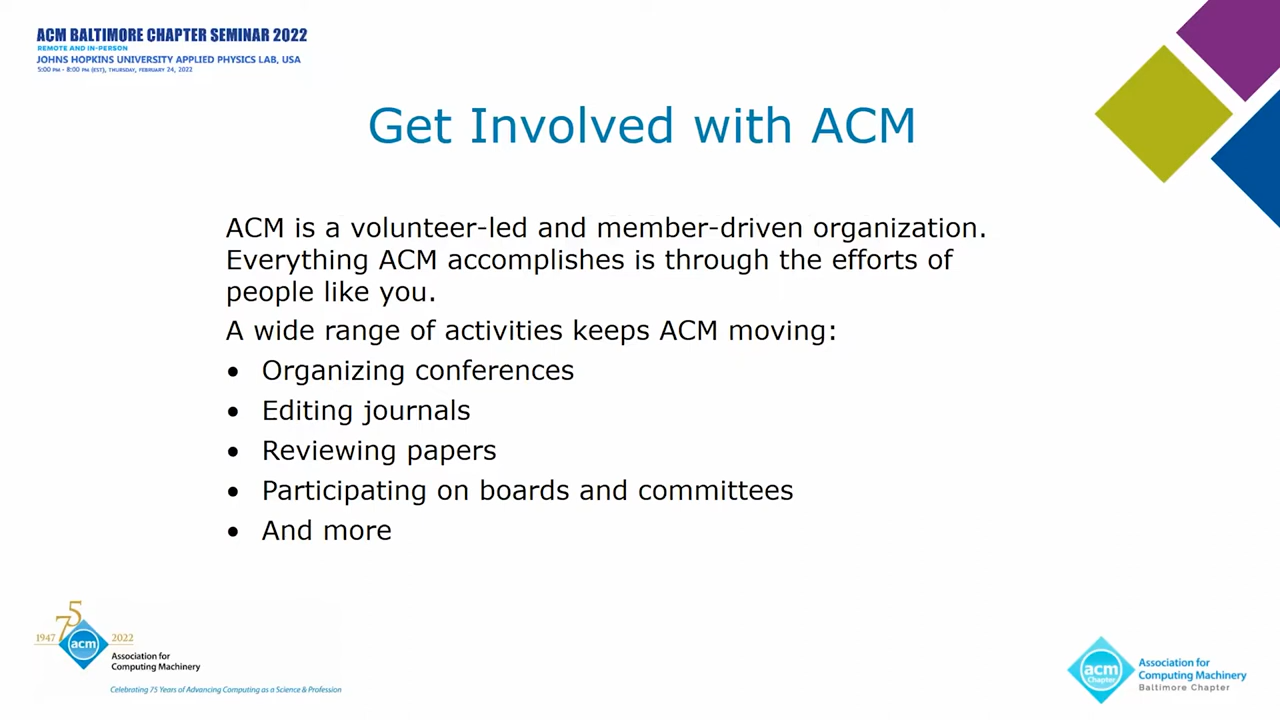 ACM BALTIMORE CHAPTER SEMINAR 2022
REMOTE AND IN-PERSON
JOHNS HOPKINS UNIVERSITY APPLIED PHYSICS LAB, USA
5:00 PM - 8:00 PM (EST), THURSDAY, FEBRUARY 24, 2022
Get Involved with ACM
ACM is a volunteer-led and member-driven organization.
Everything ACM accomplishes is through the efforts of
people like you.
A wide range of activities keeps ACM moving:
• Organizing conferences
• Editing journals
• Reviewing papers
• Participating on boards and committees
• And more
75
1947 2022
acm
Association for
Computing Machinery
Celebrating 75 Years of Advancing Computing as a Science & Profession
acm
Chapter
Association for
Computing Machinery
Baltimore Chapter